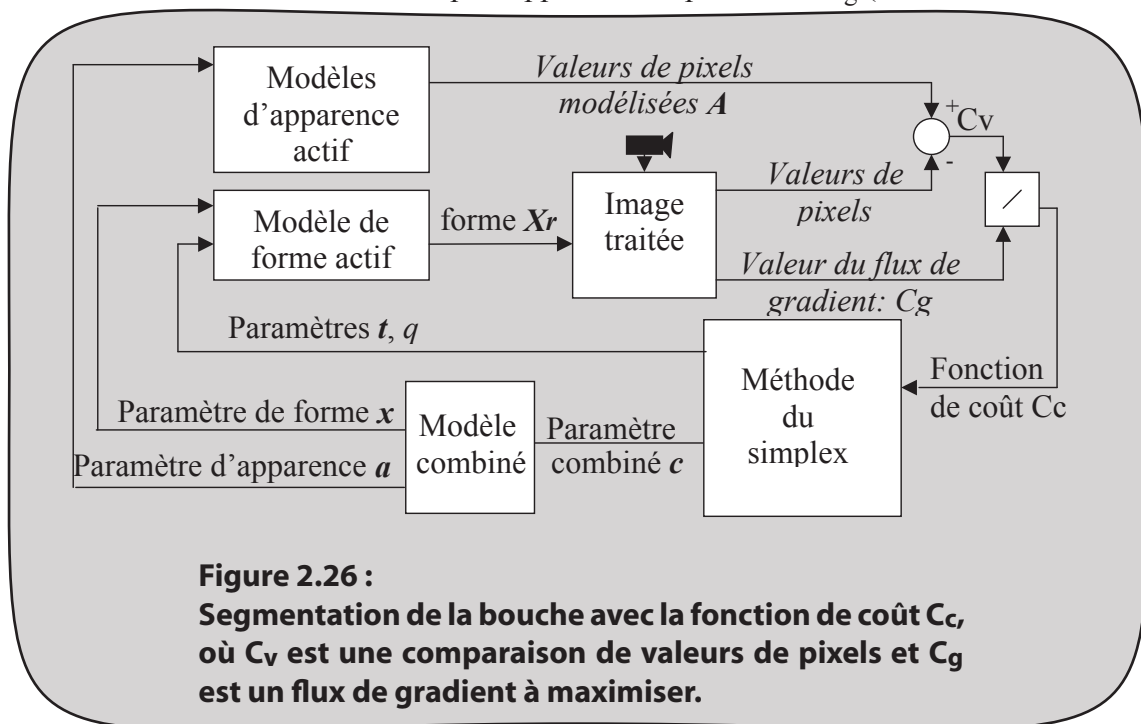 Modèles
d'apparence
actif
Valeurs de pixels
modélisées A
+
Cv
-
Modèle de
forme actif
forme Xr
Image
traitée
Valeurs de
pixels
/
Valeur du flux de
gradient: Cg
Paramètres t, q
Méthode
du
simplex
Fonction
de coût Cc
Paramètre de forme x
Modèle
combiné
Paramètre
combiné c
Paramètre d'apparence a
Figure 2.26 :
Segmentation de la bouche avec la fonction de coût Cc,
où Cv est une comparaison de valeurs de pixels et Cg
est un flux de gradient à maximiser.